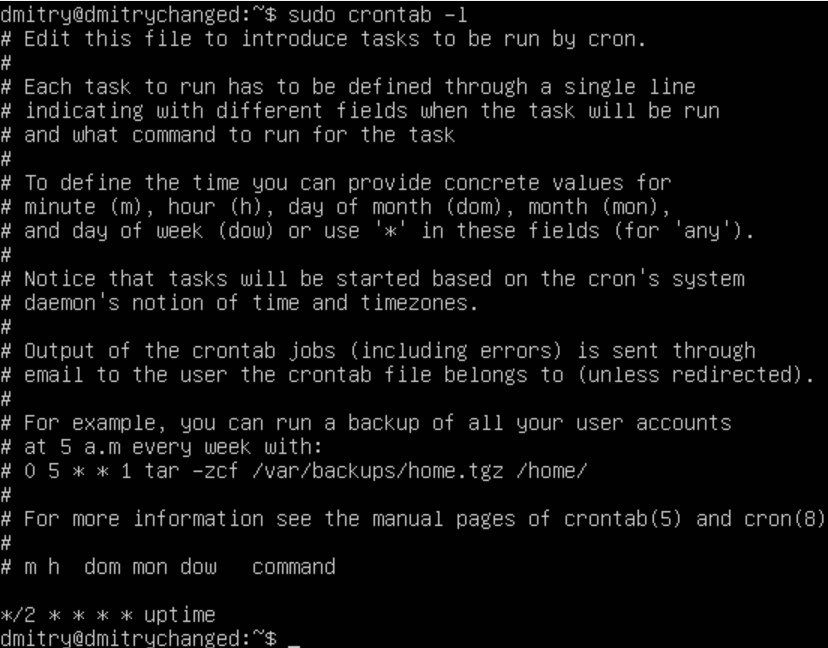 dmitry@dmitrychanged:~$ sudo crontab -l
# Edit this file to introduce tasks to be run by cron.
#
# Each task to run has to be defined through a single line
# indicating with different fields when the task will be run
# and what command to run for the task
#
# To define the time you can provide concrete values for
# minute (m), hour (h), day of month (dom), month (mon),
# and day of week (dow) or use '*' in these fields (for 'any').
#
# Notice that tasks will be started based on the cron's system
# daemon's notion of time and timezones.
#
# Output of the crontab jobs (including errors) is sent through
# email to the user the crontab file belongs to (unless redirected).
#
# For example, you can run a backup of all your user accounts
# at 5 a.m every week with:
# 0 5 * * 1 tar -zcf /var/backups/home.tgz /home/
#
# For more information see the manual pages of crontab(5) and cron(8)
#
# m h  dom mon dow   command

*/2 * * * * uptime
dmitry@dmitrychanged:~$ _